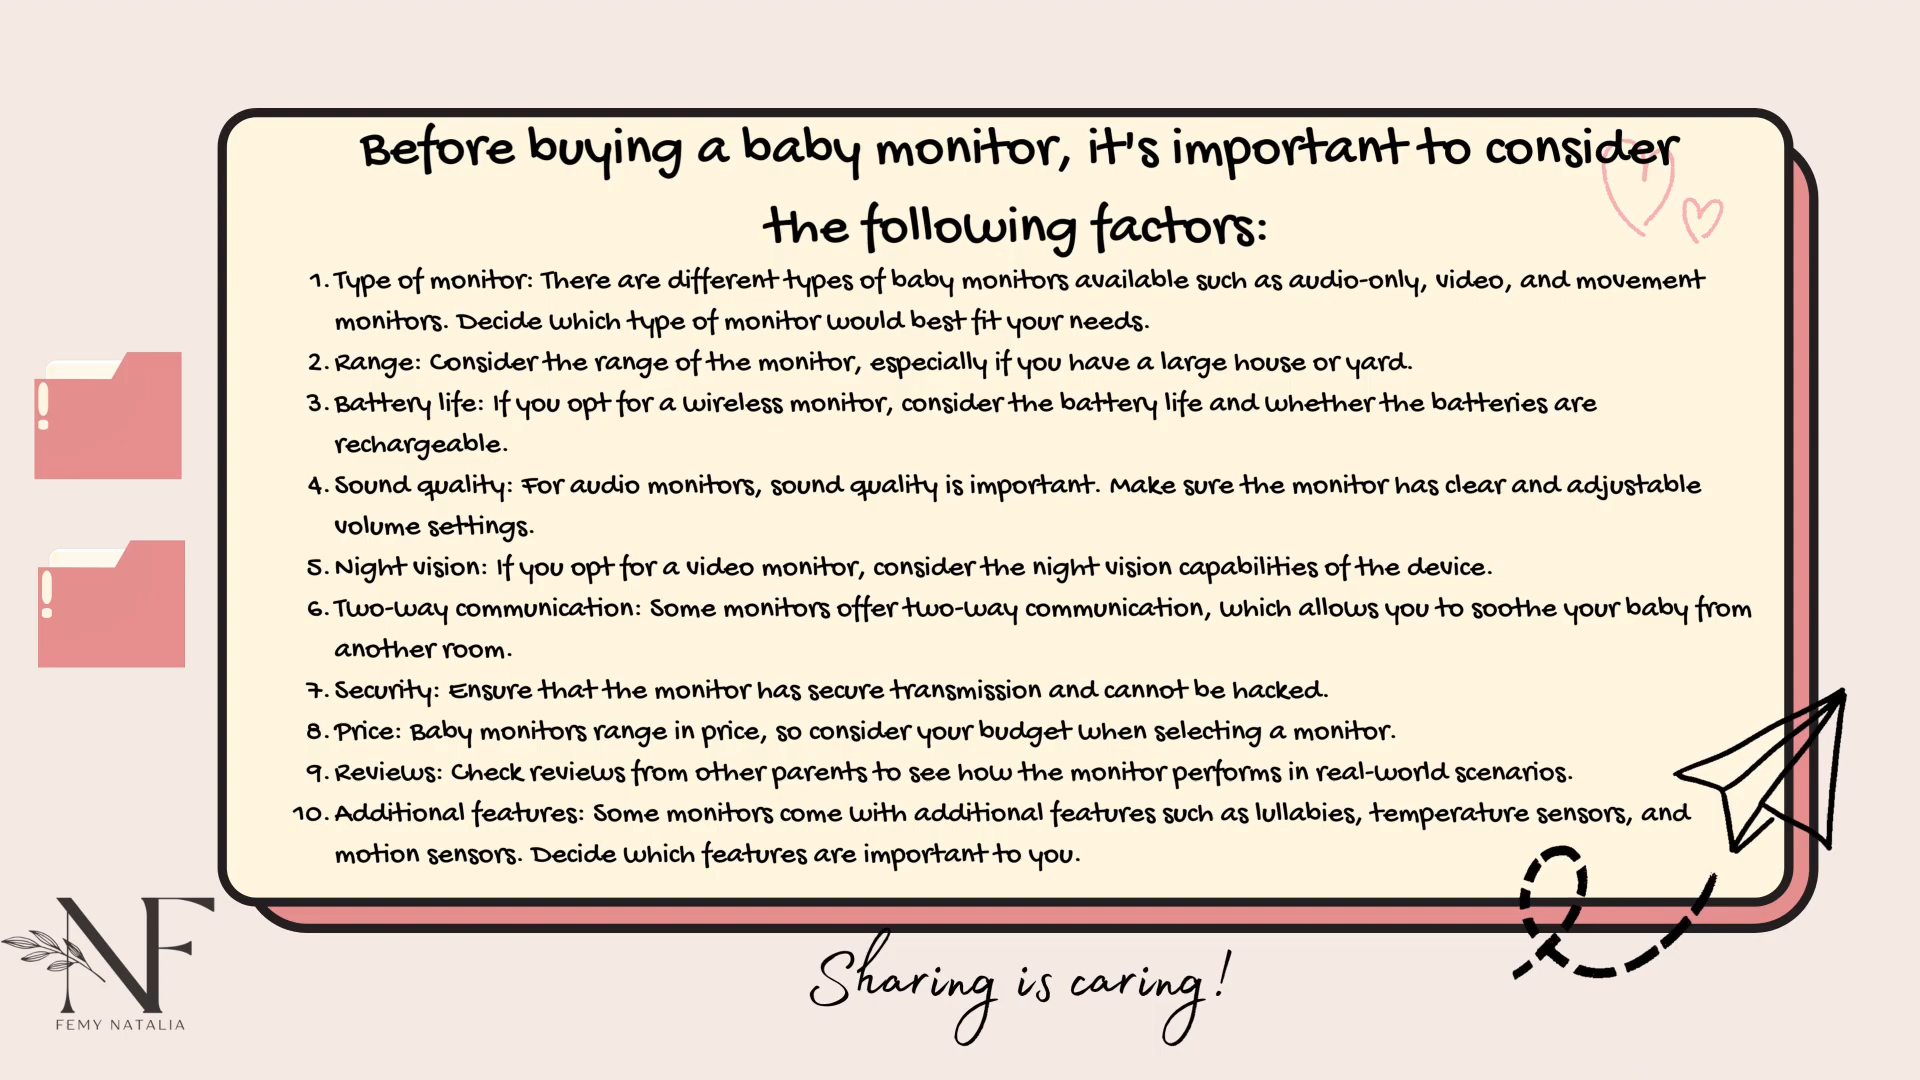 Before buying a baby monitor, it's important to consider
the following factors:
1. Type of monitor: There are different types of baby monitors available such as audio-only, video, and movement
monitors. Decide which type of monitor would best fit your needs.
2. Range: Consider the range of the monitor, especially if you have a large house or yard.
3. Battery life: If you opt for a wireless monitor, consider the battery life and whether the batteries are
rechargeable.
4. Sound quality: For audio monitors, sound quality is important. Make sure the monitor has clear and adjustable
volume settings.
5. Night vision: If you opt for a video monitor, consider the night vision capabilities of the device.
6. Two-way communication: Some monitors offer two-way communication, which allows you to soothe your baby from
another room.
7. Security: Ensure that the monitor has secure transmission and cannot be hacked.
8. Price: Baby monitors range in price, so consider your budget when selecting a monitor.
9. Reviews: Check reviews from other parents to see how the monitor performs in real-world scenarios.
10. Additional features: Some monitors come with additional features such as lullabies, temperature sensors, and
motion sensors. Decide which features are important to you.
Sharing is caring!
NF
FEMY NATALIA